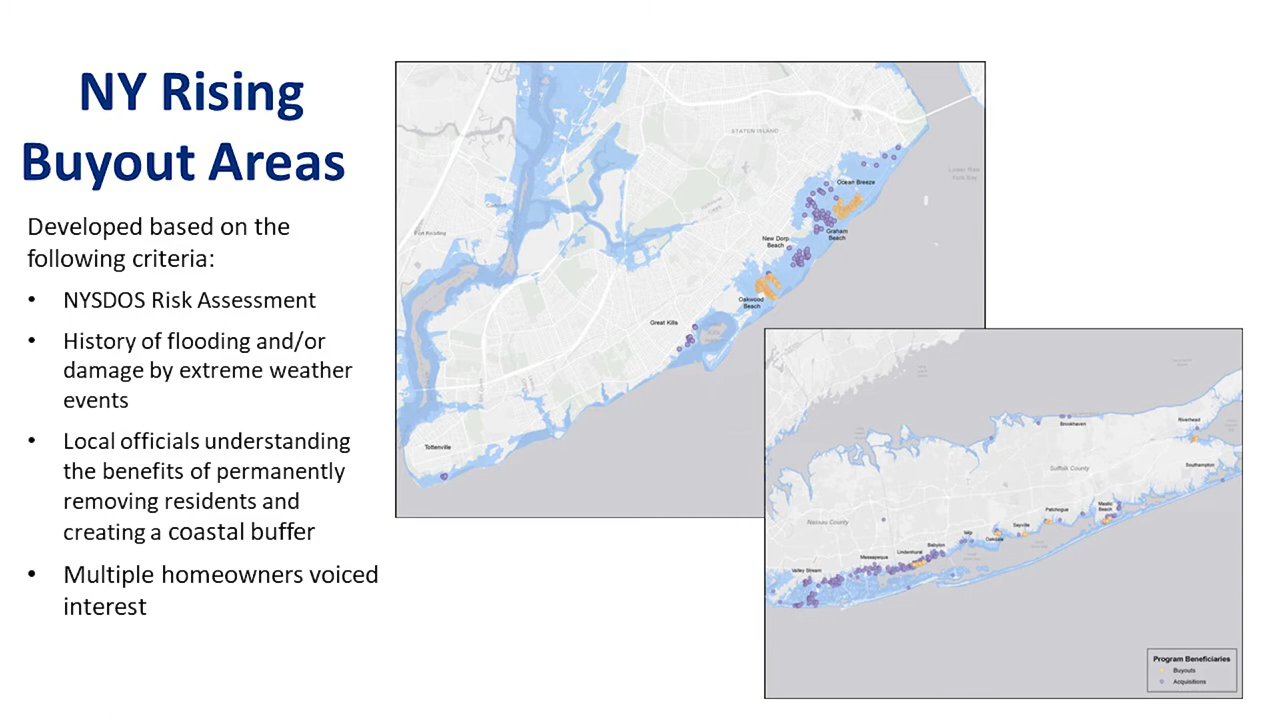 NY Rising
Buyout Areas
Developed based on the
following criteria:
• NYSDOS Risk Assessment
• History of flooding and/or
damage by extreme weather
events
• Local officials understanding
the benefits of permanently
removing residents and
creating a coastal buffer
• Multiple homeowners voiced
interest
STATEN ISLAND
Ocean Breeze
Graham
Beach
New Dorp
Beach
Oakwood
Beach
Great Kills
Tottenville
Brookhaven
Riverhead
Suffolk County
Southampton
Nassau County
Mastic
Beach
Patchogue
Sayville
Islip
Oakdale
Babylon
Lindenhurst
Massapequa
Valley Stream
Program Beneficiaries
Buyouts
Acquisitions